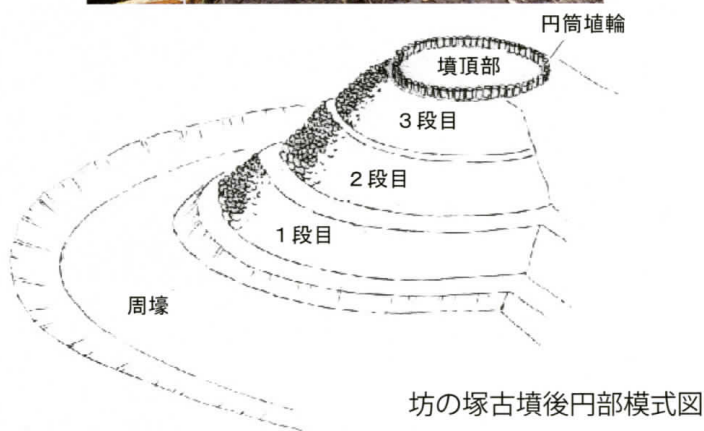 円筒埴輪
墳頂部
3段目
2段目
1段目
周壕
坊の塚古墳後円部模式図